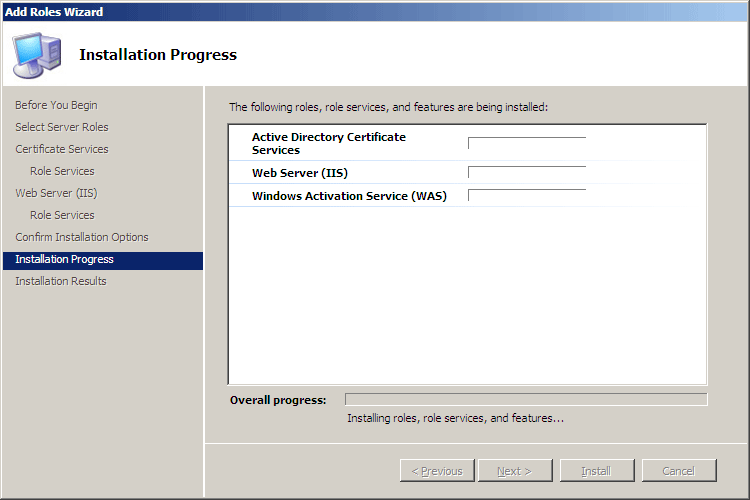 Add Roles Wizard
Installation Progress
Before You Begin
Select Server Roles
Certificate Services
Role Services
Web Server (IIS)
Role Services
Confirm Installation Options
Installation Progress
Installation Results
The following roles, role services, and features are being installed:
Active Directory Certificate
Services
Web Server (IIS)
Windows Activation Service (WAS)
Overall progress:
Installing roles, role services, and features...
< Previous
Next >
Install
Cancel